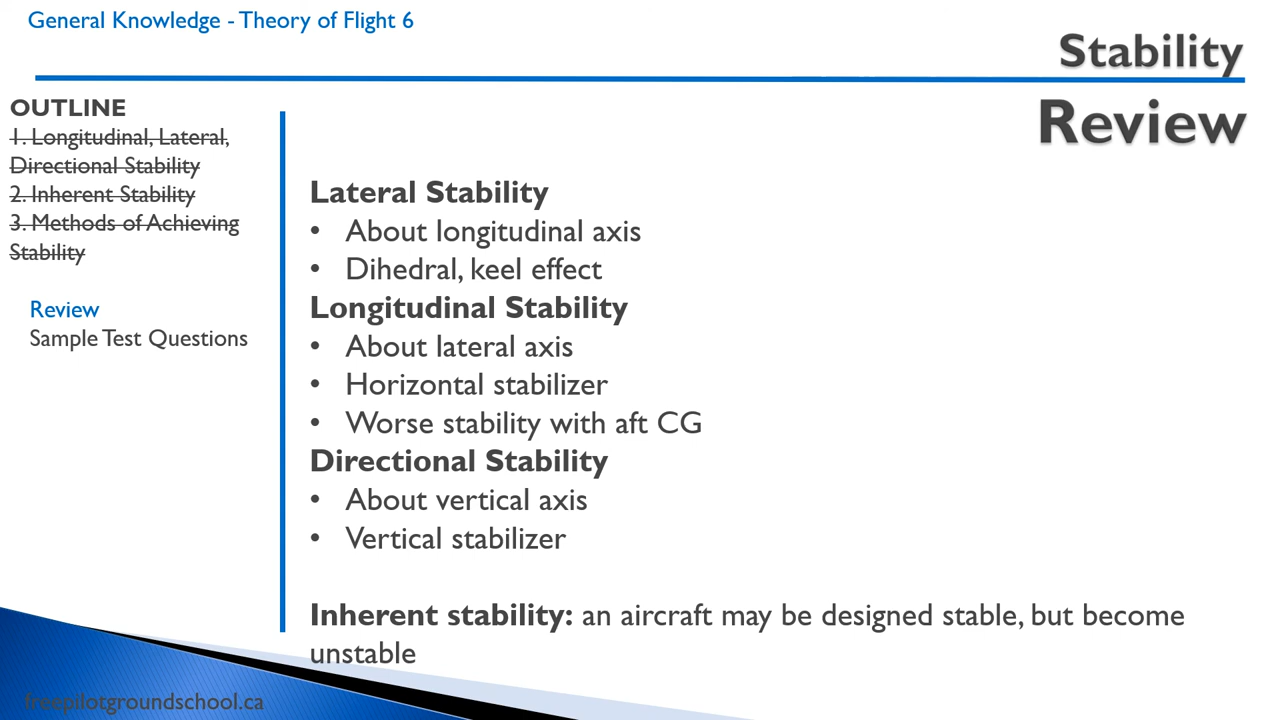 General Knowledge - Theory of Flight 6
Stability
Review
OUTLINE
1. Longitudinal, Lateral,
Directional Stability
2. Inherent Stability
3. Methods of Achieving
Stability
Review
Sample Test Questions
Lateral Stability
• About longitudinal axis
• Dihedral, keel effect
Longitudinal Stability
• About lateral axis
• Horizontal stabilizer
• Worse stability with aft CG
Directional Stability
• About vertical axis
• Vertical stabilizer
Inherent stability: an aircraft may be designed stable, but become
unstable
freepilotgroundschool.ca